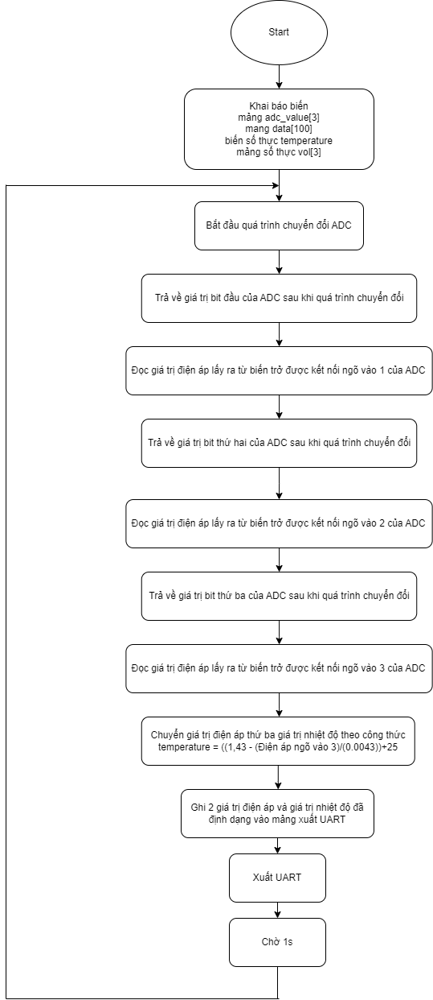 Start
Khai báo biến
mảng adc_value[3]
mang data[100]
biến số thực temperature
mảng số thực vol[3]
Bắt đầu quá trình chuyển đổi ADC
Trả về giá trị bit đầu của ADC sau khi quá trình chuyển đổi
Đọc giá trị điện áp lấy ra từ biến trở được kết nối ngõ vào 1 của ADC
Trả về giá trị bit thứ hai của ADC sau khi quá trình chuyển đổi
Đọc giá trị điện áp lấy ra từ biến trở được kết nối ngõ vào 2 của ADC
Trả về giá trị bit thứ ba của ADC sau khi quá trình chuyển đổi
Đọc giá trị điện áp lấy ra từ biến trở được kết nối ngõ vào 3 của ADC
Chuyển giá trị điện áp thứ ba giá trị nhiệt độ theo công thức
temperature = ((1,43 - (Điện áp ngõ vào 3)/(0.0043))+25
Ghi 2 giá trị điện áp và giá trị nhiệt độ đã
định dạng vào mảng xuất UART
Xuất UART
Chờ 1s